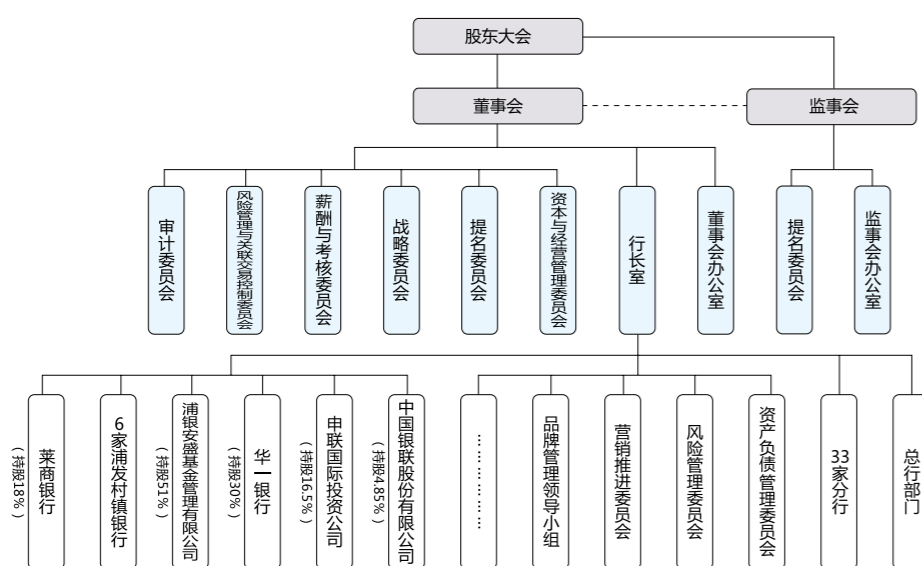 股东大会
董事会
监事会
审计委员会
风险管理与关联交易控制委员会
薪酬与考核委员会
战略委员会
提名委员会
资本与经营管理委员会
行长室
董事会办公室
提名委员会
监事会办公室
莱商银行
(持股18%)
6家浦发村镇银行
浦银安盛基金管理有限公司
(持股51%)
华一银行
(持股30%)
申联国际投资公司
(持股16.5%)
中国银联股份有限公司
(持股4.85%)
………………
品牌管理领导小组
营销推进委员会
风险管理委员会
资产负债管理委员会
33家分行
总行部门